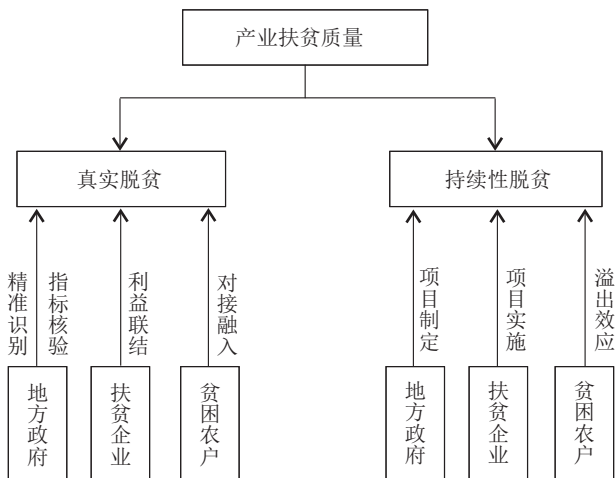 产业扶贫质量
真实脱贫
持续性脱贫
精准识别
指标核验
利益联结
对接融入
项目制定
项目实施
溢出效应
地方政府
扶贫企业
贫困农户
地方政府
扶贫企业
贫困农户